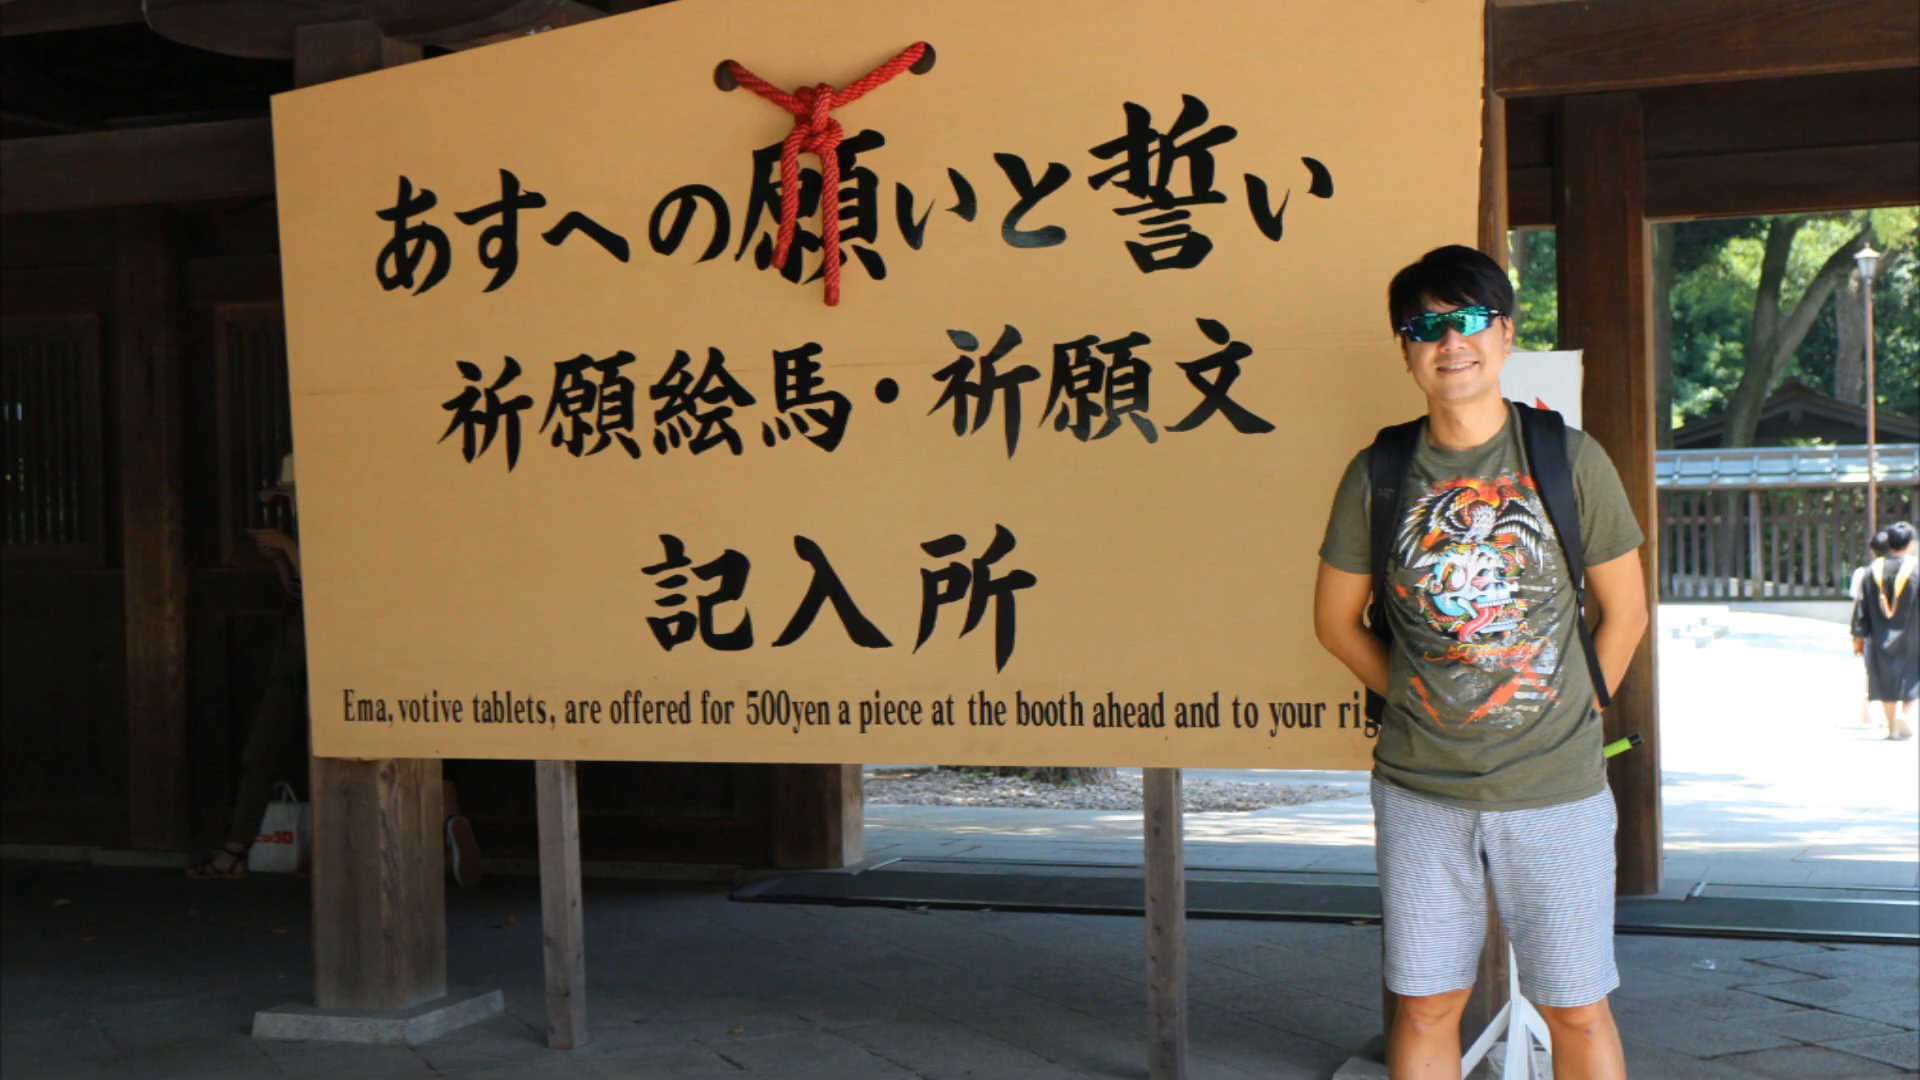 あすへの願いと誓い
祈願絵馬・祈願文
記入所
Ema, votive tablets, are offered for 500yen a piece at the booth ahead and to your